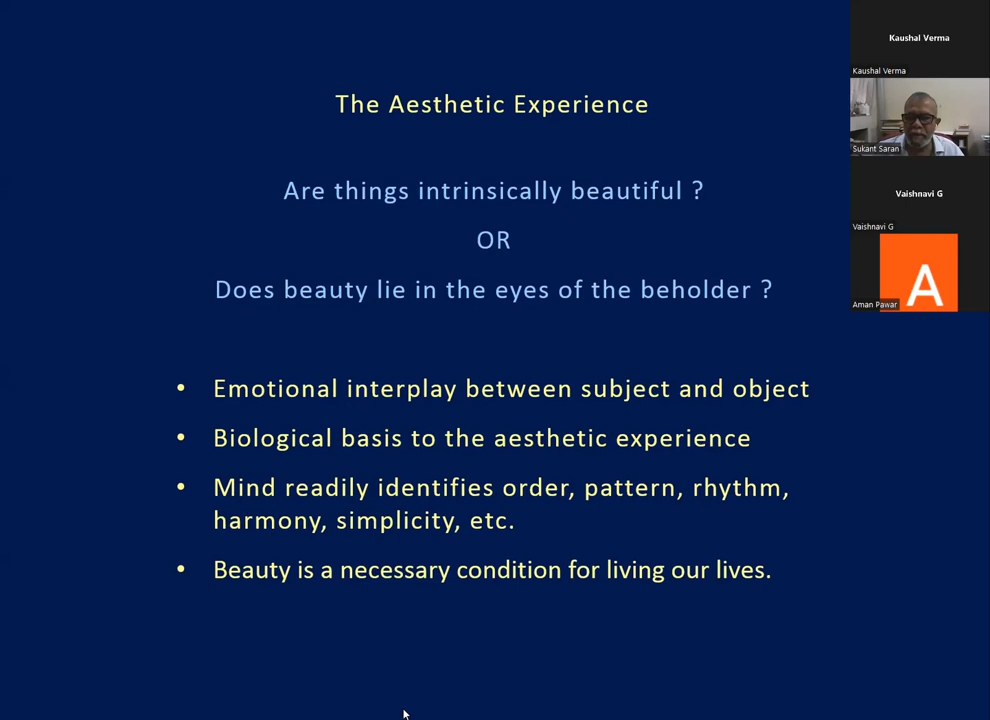 The Aesthetic Experience
Are things intrinsically beautiful ?
OR
Does beauty lie in the eyes of the beholder ?
• Emotional interplay between subject and object
• Biological basis to the aesthetic experience
• Mind readily identifies order, pattern, rhythm,
harmony, simplicity, etc.
• Beauty is a necessary condition for living our lives.
Kaushal Verma
Kaushal Verma
Sukant Saran
Vaishnavi G
Vaishnavi G
A
Aman Pawar